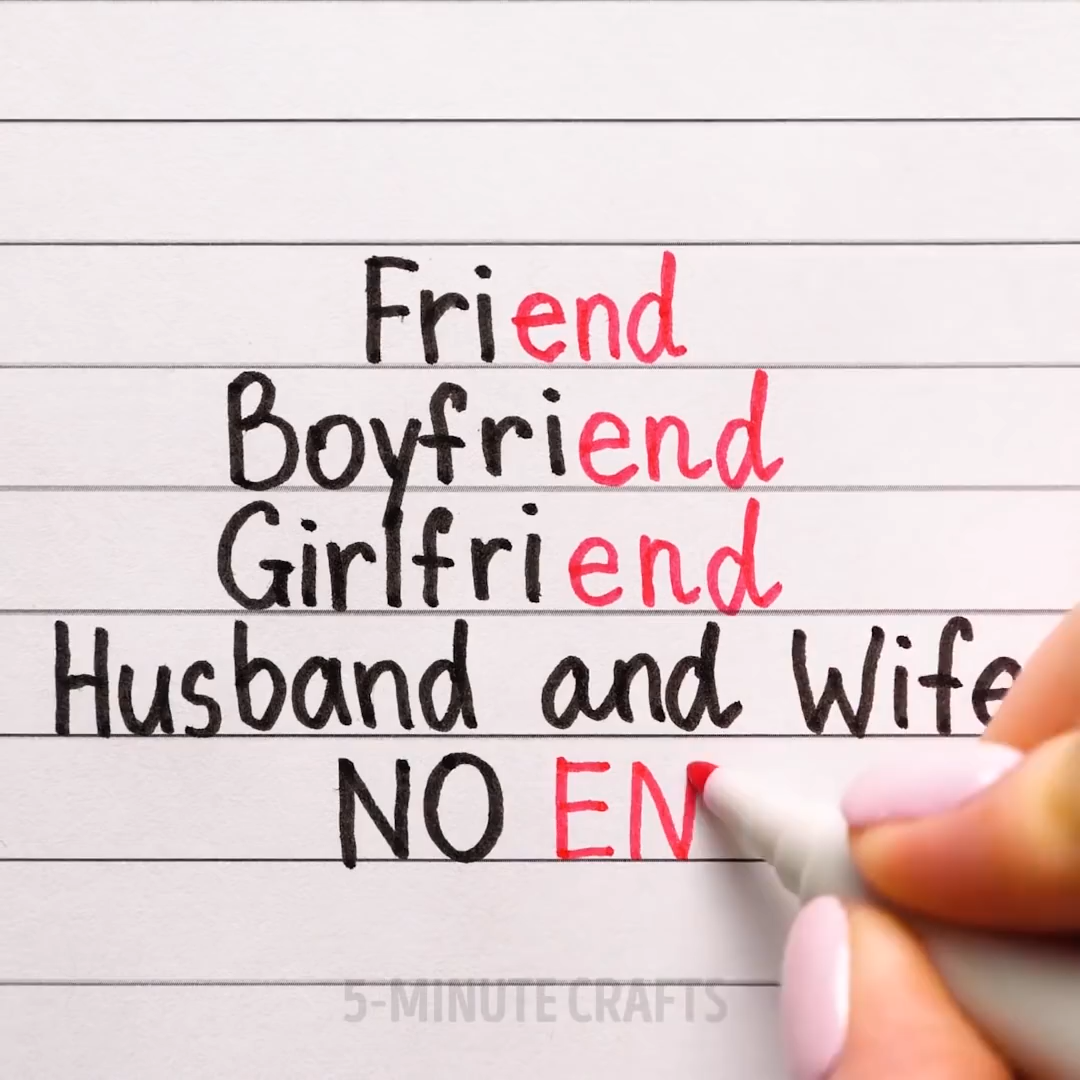 Friend
Boyfriend
Girlfriend
Husband and Wife
NO EN
5-MINUTE CRAFTS